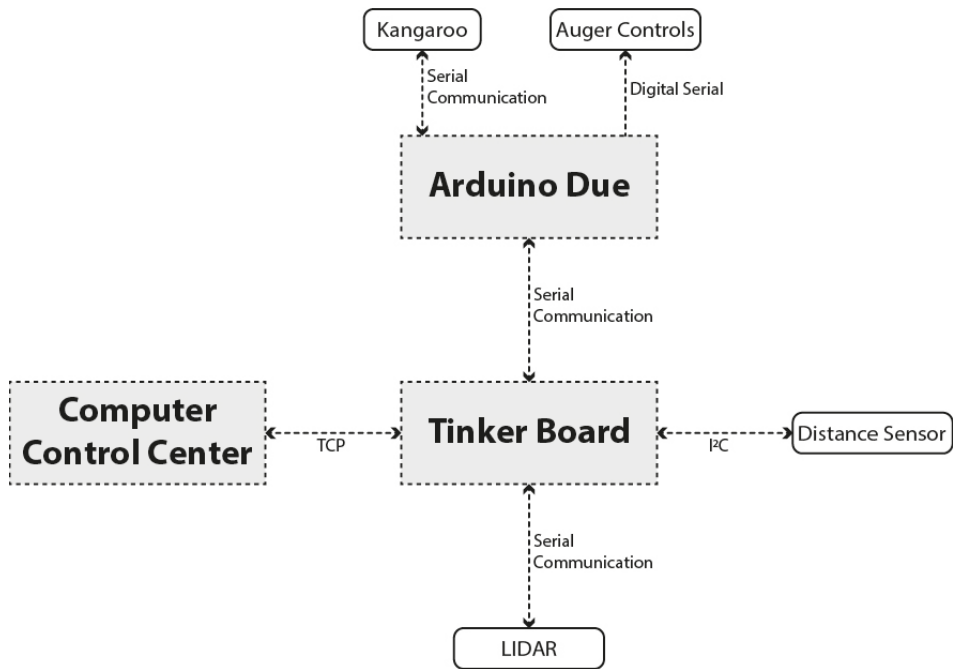 Kangaroo
Auger Controls
Serial
Communication
Digital Serial
Arduino Due
Serial
Communication
Computer
Control Center
TCP
Tinker Board
I²C
Distance Sensor
Serial
Communication
LIDAR